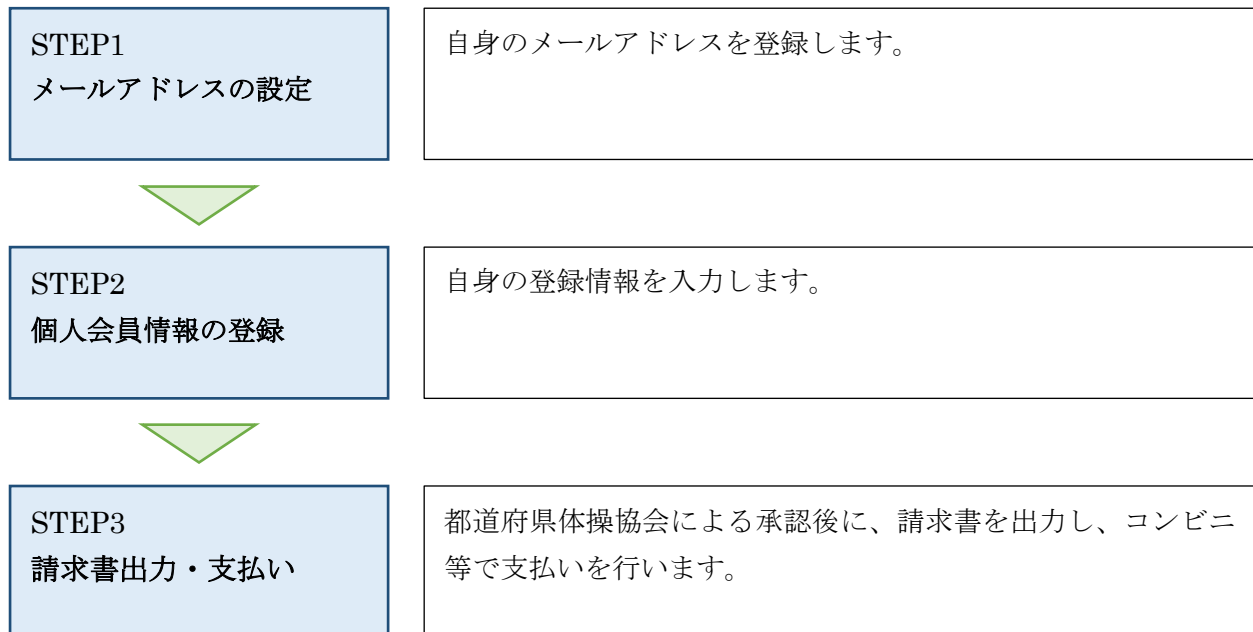 STEP1
メールアドレスの設定
自身のメールアドレスを登録します。
STEP2
個人会員情報の登録
自身の登録情報を入力します。
STEP3
請求書出力・支払い
都道府県体操協会による承認後に、請求書を出力し、コンビニ
等で支払いを行います。